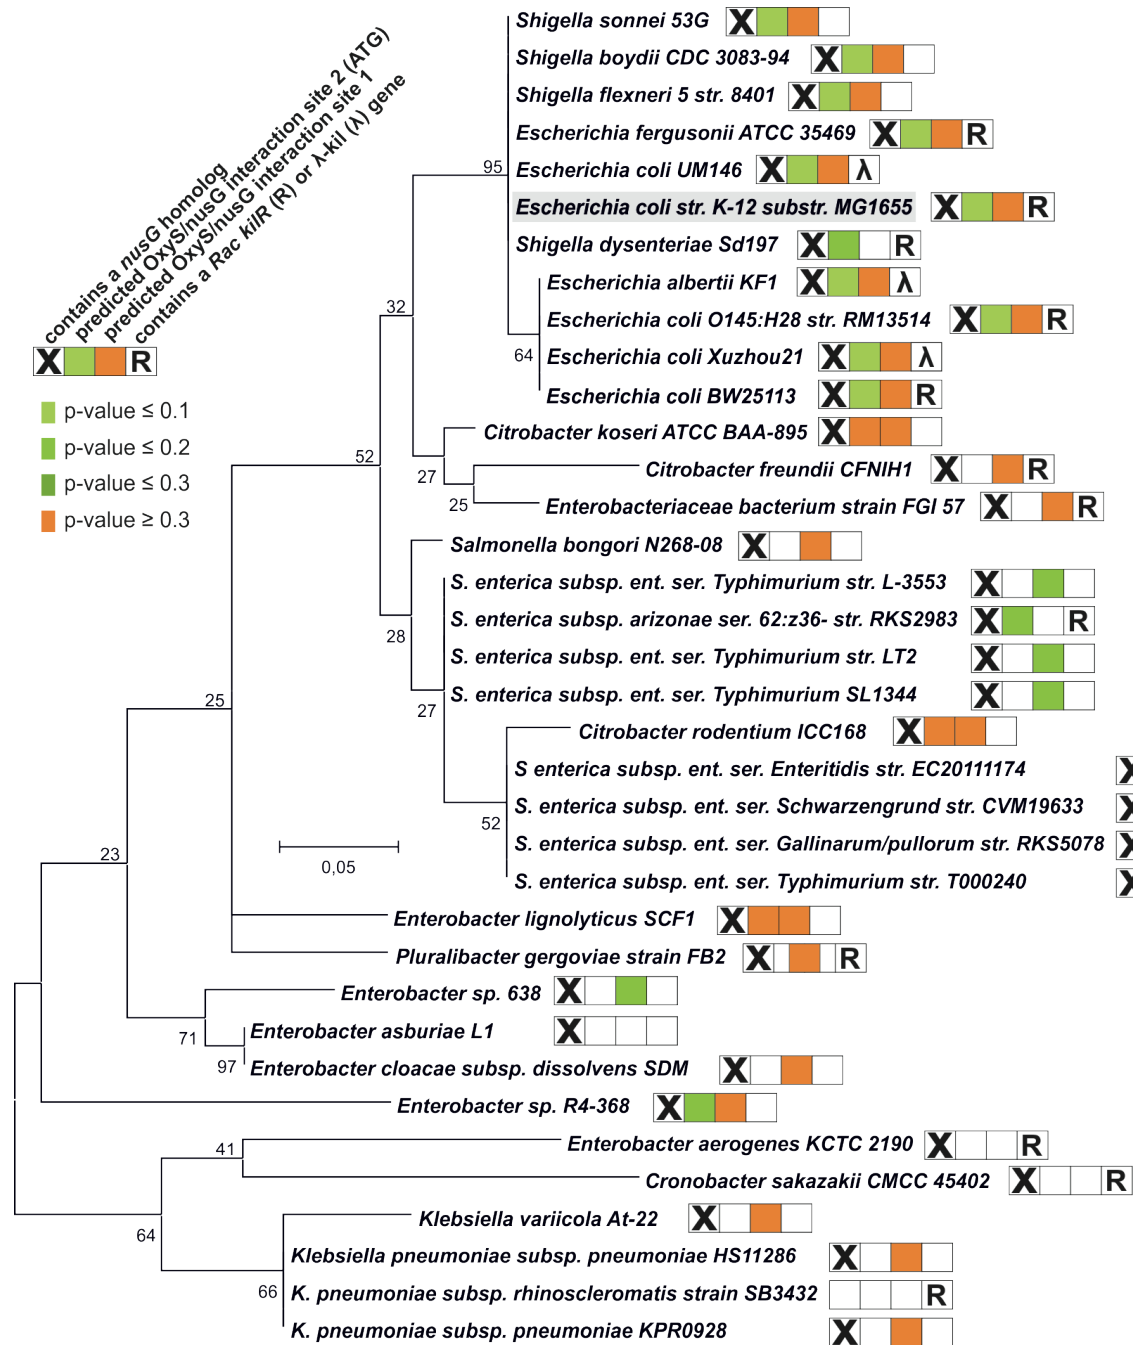 contains a nusG homolog
predicted OxyS/nusG interaction site 2 (ATG)
predicted OxyS/nusG interaction site 1
contains a Rac kilR (R) or λ-kil (λ) gene
X R
p-value ≤ 0.1
p-value ≤ 0.2
p-value ≤ 0.3
p-value ≥ 0.3
Shigella sonnei 53G X
Shigella boydii CDC 3083-94 X
Shigella flexneri 5 str. 8401 X
Escherichia fergusonii ATCC 35469 X R
95
Escherichia coli UM146 X λ
Escherichia coli str. K-12 substr. MG1655 X R
Shigella dysenteriae Sd197 X R
Escherichia albertii KF1 X λ
32
Escherichia coli O145:H28 str. RM13514 X R
64
Escherichia coli Xuzhou21 X λ
Escherichia coli BW25113 X R
Citrobacter koseri ATCC BAA-895 X
52
27
Citrobacter freundii CFNIH1 X R
25
Enterobacteriaceae bacterium strain FGI 57 X R
Salmonella bongori N268-08 X
S. enterica subsp. ent. ser. Typhimurium str. L-3553 X
S. enterica subsp. arizonae ser. 62:z36- str. RKS2983 X R
28
S. enterica subsp. ent. ser. Typhimurium str. LT2 X
S. enterica subsp. ent. ser. Typhimurium SL1344 X
25
27
Citrobacter rodentium ICC168 X
S enterica subsp. ent. ser. Enteritidis str. EC20111174 X
S. enterica subsp. ent. ser. Schwarzengrund str. CVM19633 X
52
S. enterica subsp. ent. ser. Gallinarum/pullorum str. RKS5078 X
S. enterica subsp. ent. ser. Typhimurium str. T000240 X
23
0,05
Enterobacter lignolyticus SCF1 X
Pluralibacter gergoviae strain FB2 X R
Enterobacter sp. 638 X
71
Enterobacter asburiae L1 X
97
Enterobacter cloacae subsp. dissolvens SDM X
Enterobacter sp. R4-368 X
41
Enterobacter aerogenes KCTC 2190 X R
Cronobacter sakazakii CMCC 45402 X R
64
Klebsiella variicola At-22 X
Klebsiella pneumoniae subsp. pneumoniae HS11286 X
66
K. pneumoniae subsp. rhinoscleromatis strain SB3432 R
K. pneumoniae subsp. pneumoniae KPR0928 X